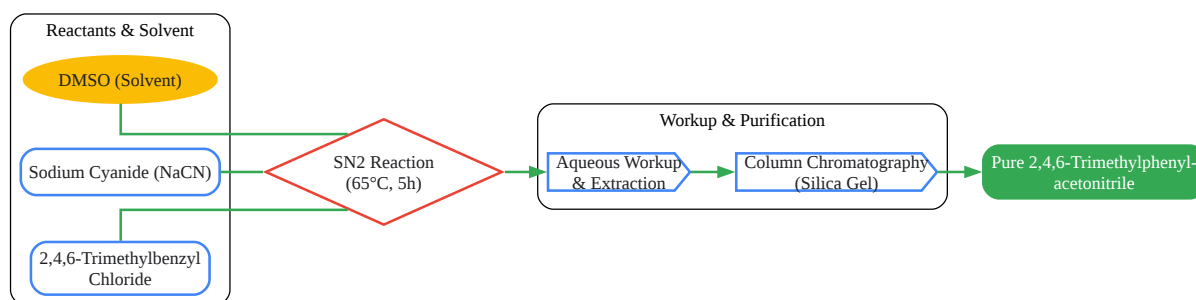 Reactants & Solvent
DMSO (Solvent)
Sodium Cyanide (NaCN)
2,4,6-Trimethylbenzyl
Chloride
SN2 Reaction
(65°C, 5h)
Workup & Purification
Aqueous Workup
& Extraction
Column Chromatography
(Silica Gel)
Pure 2,4,6-Trimethylphenyl-
acetonitrile